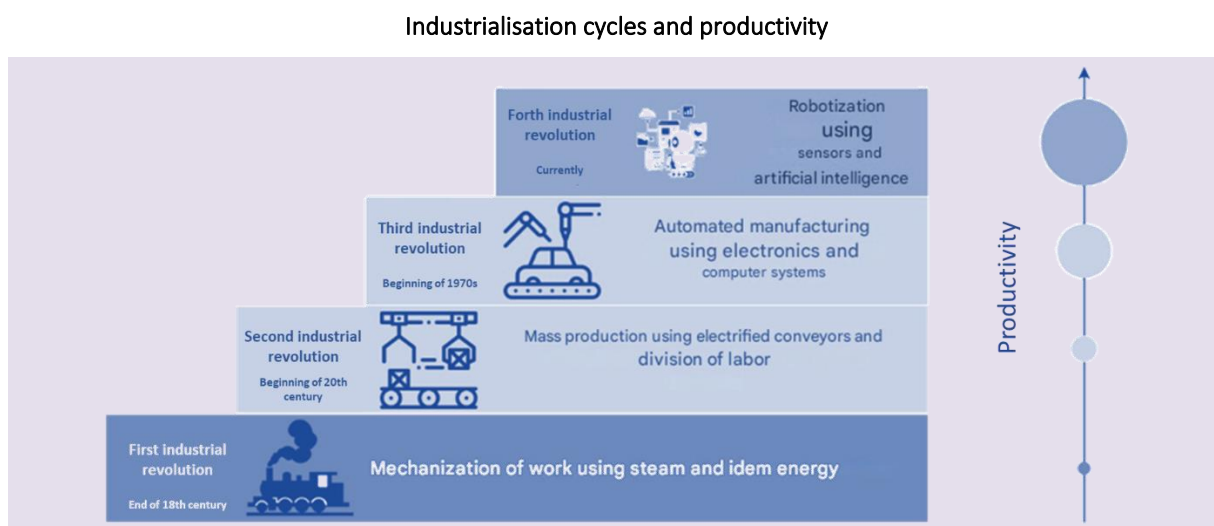 Industrialisation cycles and productivity
Forth industrial
revolution
Currently
Robotization
using
sensors and
artificial intelligence
Third industrial
revolution
Beginning of 1970s
Automated manufacturing
using electronics and
computer systems
Second industrial
revolution
Beginning of 20th
century
Mass production using electrified conveyors and
division of labor
First industrial
revolution
End of 18th century
Mechanization of work using steam and idem energy
Productivity